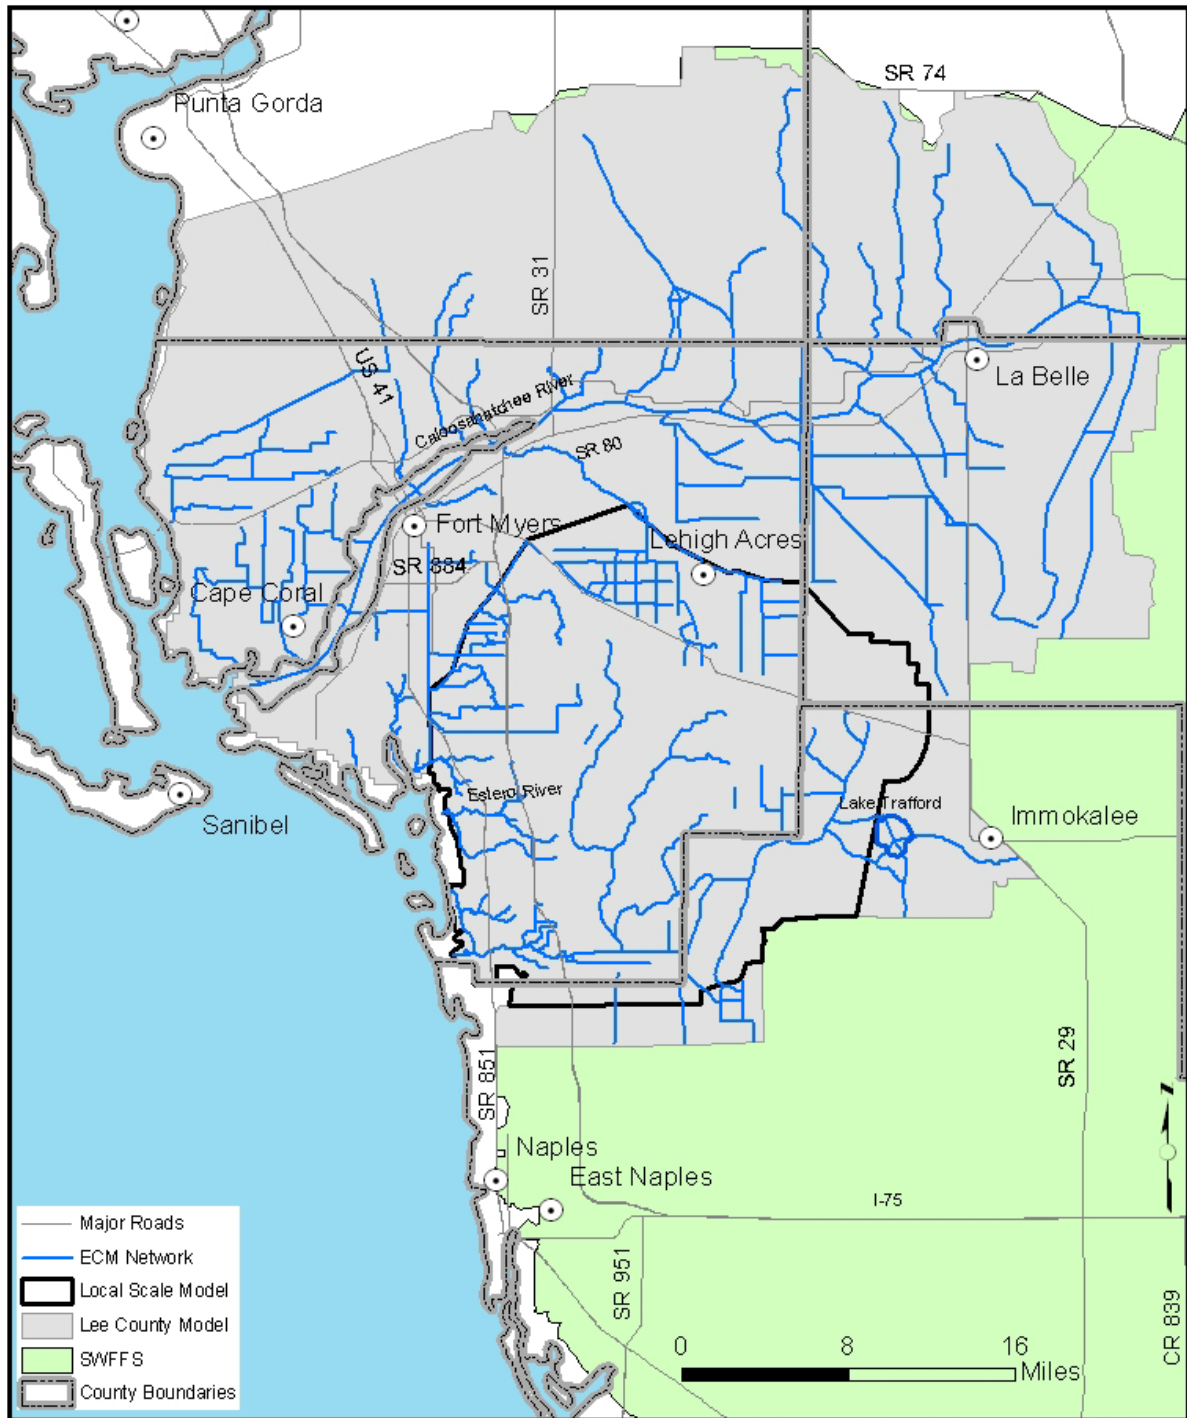 SR 74
Punta Gorda
SR 31
US 41
La Belle
Caloosahatchee River
SR 80
Fort Myers
Lehigh Acres
SR 884
Cape Coral
Estero River
Lake Trafford
Sanibel
Immokalee
SR 851
SR 29
Naples
East Naples
I-75
SR 951
CR 839
Major Roads
ECM Network
Local Scale Model
Lee County Model
SWFFS
County Boundaries
0 8 16
Miles